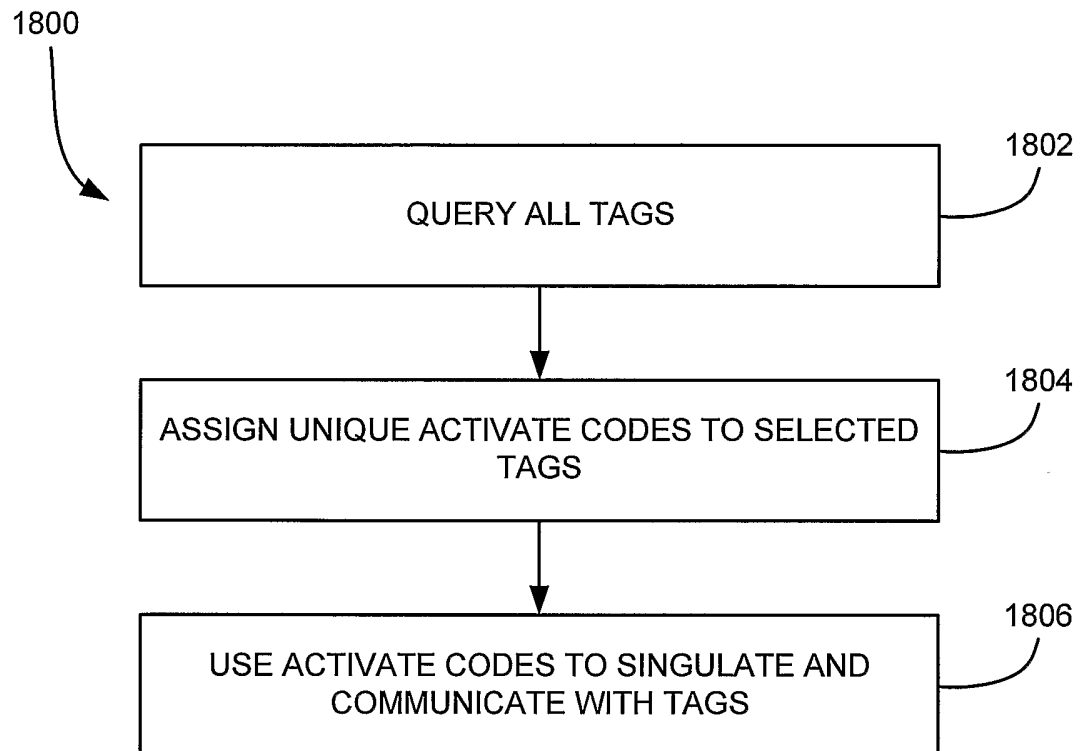 1800
1802
QUERY ALL TAGS
1804
ASSIGN UNIQUE ACTIVATE CODES TO SELECTED
TAGS
1806
USE ACTIVATE CODES TO SINGULATE AND
COMMUNICATE WITH TAGS